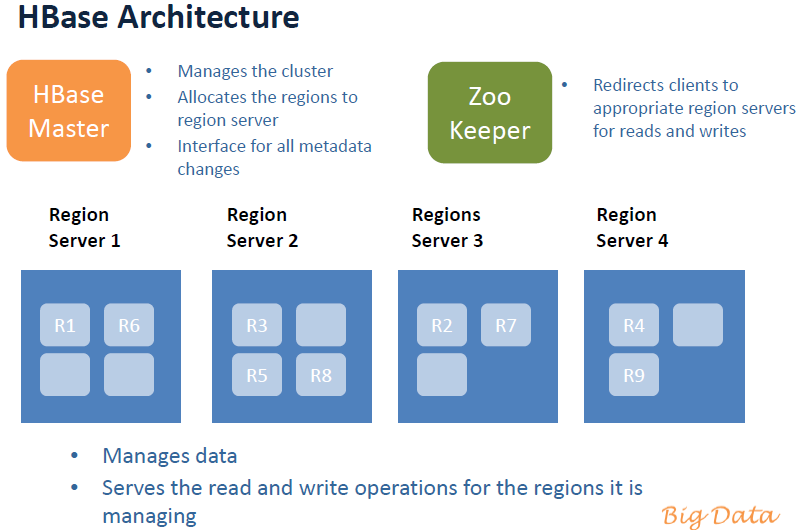 HBase Architecture
HBase
Master
• Manages the cluster
• Allocates the regions to
region server
• Interface for all metadata
changes
Zoo
Keeper
• Redirects clients to
appropriate region servers
for reads and writes
Region
Server 1
Region
Server 2
Regions
Server 3
Region
Server 4
R1 R6
R3
R5 R8
R2 R7
R4
R9
• Manages data
• Serves the read and write operations for the regions it is
managing
Big Data